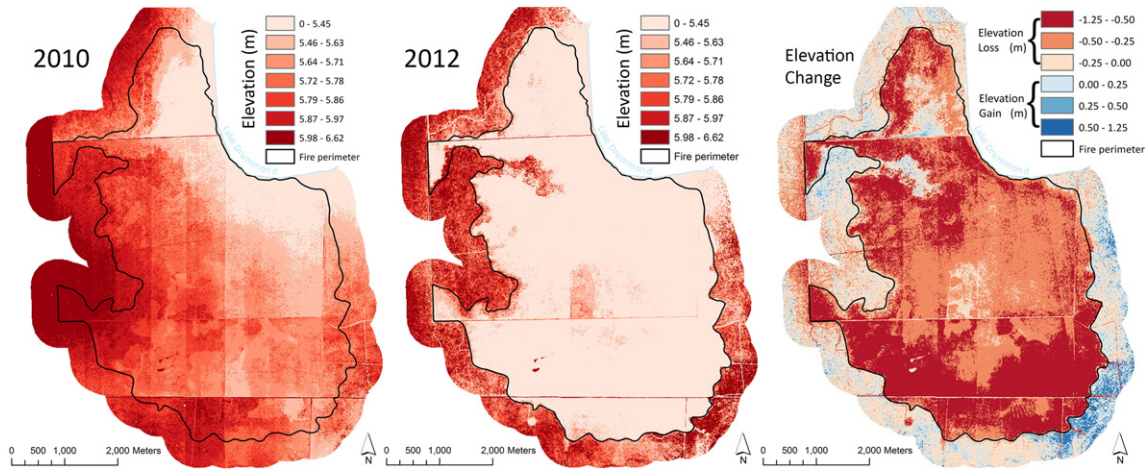 2010
Elevation (m)
0 - 5.45
5.46 - 5.63
5.64 - 5.71
5.72 - 5.78
5.79 - 5.86
5.87 - 5.97
5.98 - 6.62
Fire perimeter
Lake Drummond
0 500 1,000 2,000 Meters
N
2012
Elevation (m)
0 - 5.45
5.46 - 5.63
5.64 - 5.71
5.72 - 5.78
5.79 - 5.86
5.87 - 5.97
5.98 - 6.62
Fire perimeter
Lake Drummond
0 500 1,000 2,000 Meters
N
Elevation
Change
Elevation
Loss (m)
-1.25 - -0.50
-0.50 - -0.25
-0.25 - 0.00
Elevation
Gain (m)
0.00 - 0.25
0.25 - 0.50
0.50 - 1.25
Fire perimeter
Lake Drummond
0 500 1,000 2,000 Meters
N